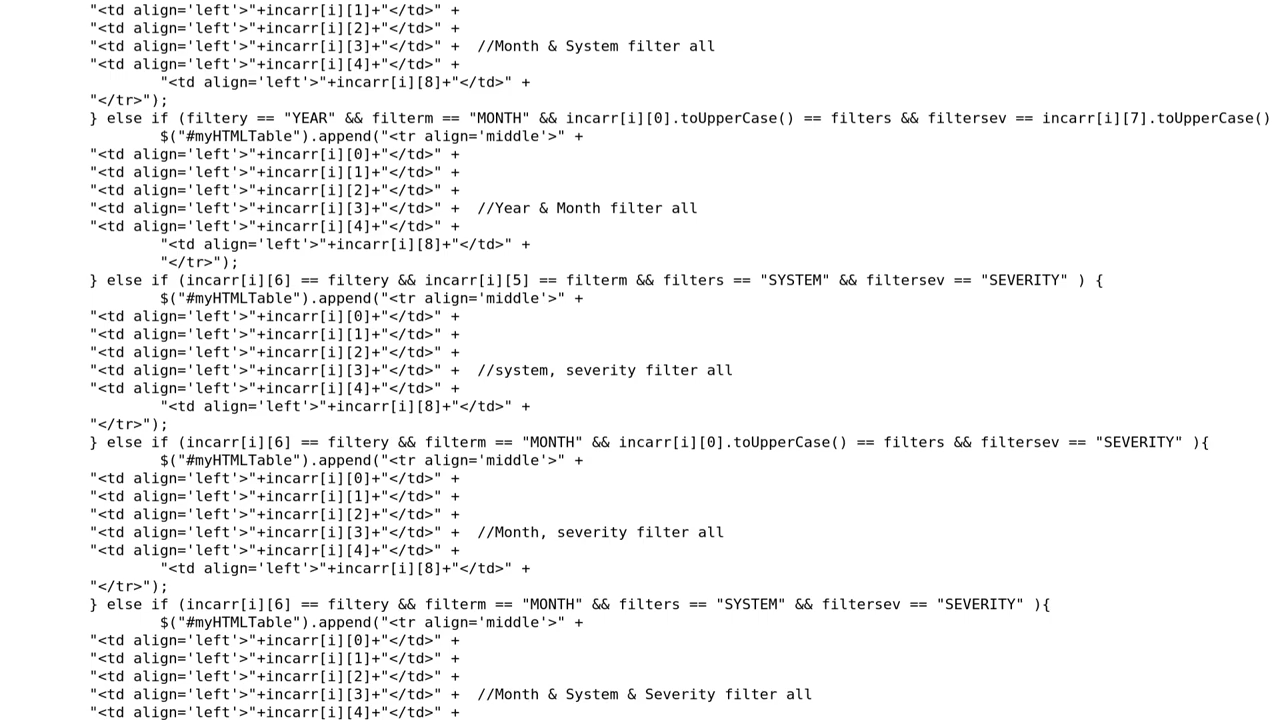 "<td align='left'>"+incarr[i][1]+"</td>" +
"<td align='left'>"+incarr[i][2]+"</td>" +
"<td align='left'>"+incarr[i][3]+"</td>" +  //Month & System filter all
"<td align='left'>"+incarr[i][4]+"</td>" +
"<td align='left'>"+incarr[i][8]+"</td>" +
"</tr>");
} else if (filtery == "YEAR" && filterm == "MONTH" && incarr[i][0].toUpperCase() == filters && filtersev == incarr[i][7].toUpperCase()
$("#myHTMLTable").append("<tr align='middle'>" +
"<td align='left'>"+incarr[i][0]+"</td>" +
"<td align='left'>"+incarr[i][1]+"</td>" +
"<td align='left'>"+incarr[i][2]+"</td>" +
"<td align='left'>"+incarr[i][3]+"</td>" +  //Year & Month filter all
"<td align='left'>"+incarr[i][4]+"</td>" +
"<td align='left'>"+incarr[i][8]+"</td>" +
"</tr>");
} else if (incarr[i][6] == filtery && incarr[i][5] == filterm && filters == "SYSTEM" && filtersev == "SEVERITY" ) {
$("#myHTMLTable").append("<tr align='middle'>" +
"<td align='left'>"+incarr[i][0]+"</td>" +
"<td align='left'>"+incarr[i][1]+"</td>" +
"<td align='left'>"+incarr[i][2]+"</td>" +
"<td align='left'>"+incarr[i][3]+"</td>" +  //system, severity filter all
"<td align='left'>"+incarr[i][4]+"</td>" +
"<td align='left'>"+incarr[i][8]+"</td>" +
"</tr>");
} else if (incarr[i][6] == filtery && filterm == "MONTH" && incarr[i][0].toUpperCase() == filters && filtersev == "SEVERITY" ){
$("#myHTMLTable").append("<tr align='middle'>" +
"<td align='left'>"+incarr[i][0]+"</td>" +
"<td align='left'>"+incarr[i][1]+"</td>" +
"<td align='left'>"+incarr[i][2]+"</td>" +
"<td align='left'>"+incarr[i][3]+"</td>" +  //Month, severity filter all
"<td align='left'>"+incarr[i][4]+"</td>" +
"<td align='left'>"+incarr[i][8]+"</td>" +
"</tr>");
} else if (incarr[i][6] == filtery && filterm == "MONTH" && filters == "SYSTEM" && filtersev == "SEVERITY" ){
$("#myHTMLTable").append("<tr align='middle'>" +
"<td align='left'>"+incarr[i][0]+"</td>" +
"<td align='left'>"+incarr[i][1]+"</td>" +
"<td align='left'>"+incarr[i][2]+"</td>" +
"<td align='left'>"+incarr[i][3]+"</td>" +  //Month & System & Severity filter all
"<td align='left'>"+incarr[i][4]+"</td>" +